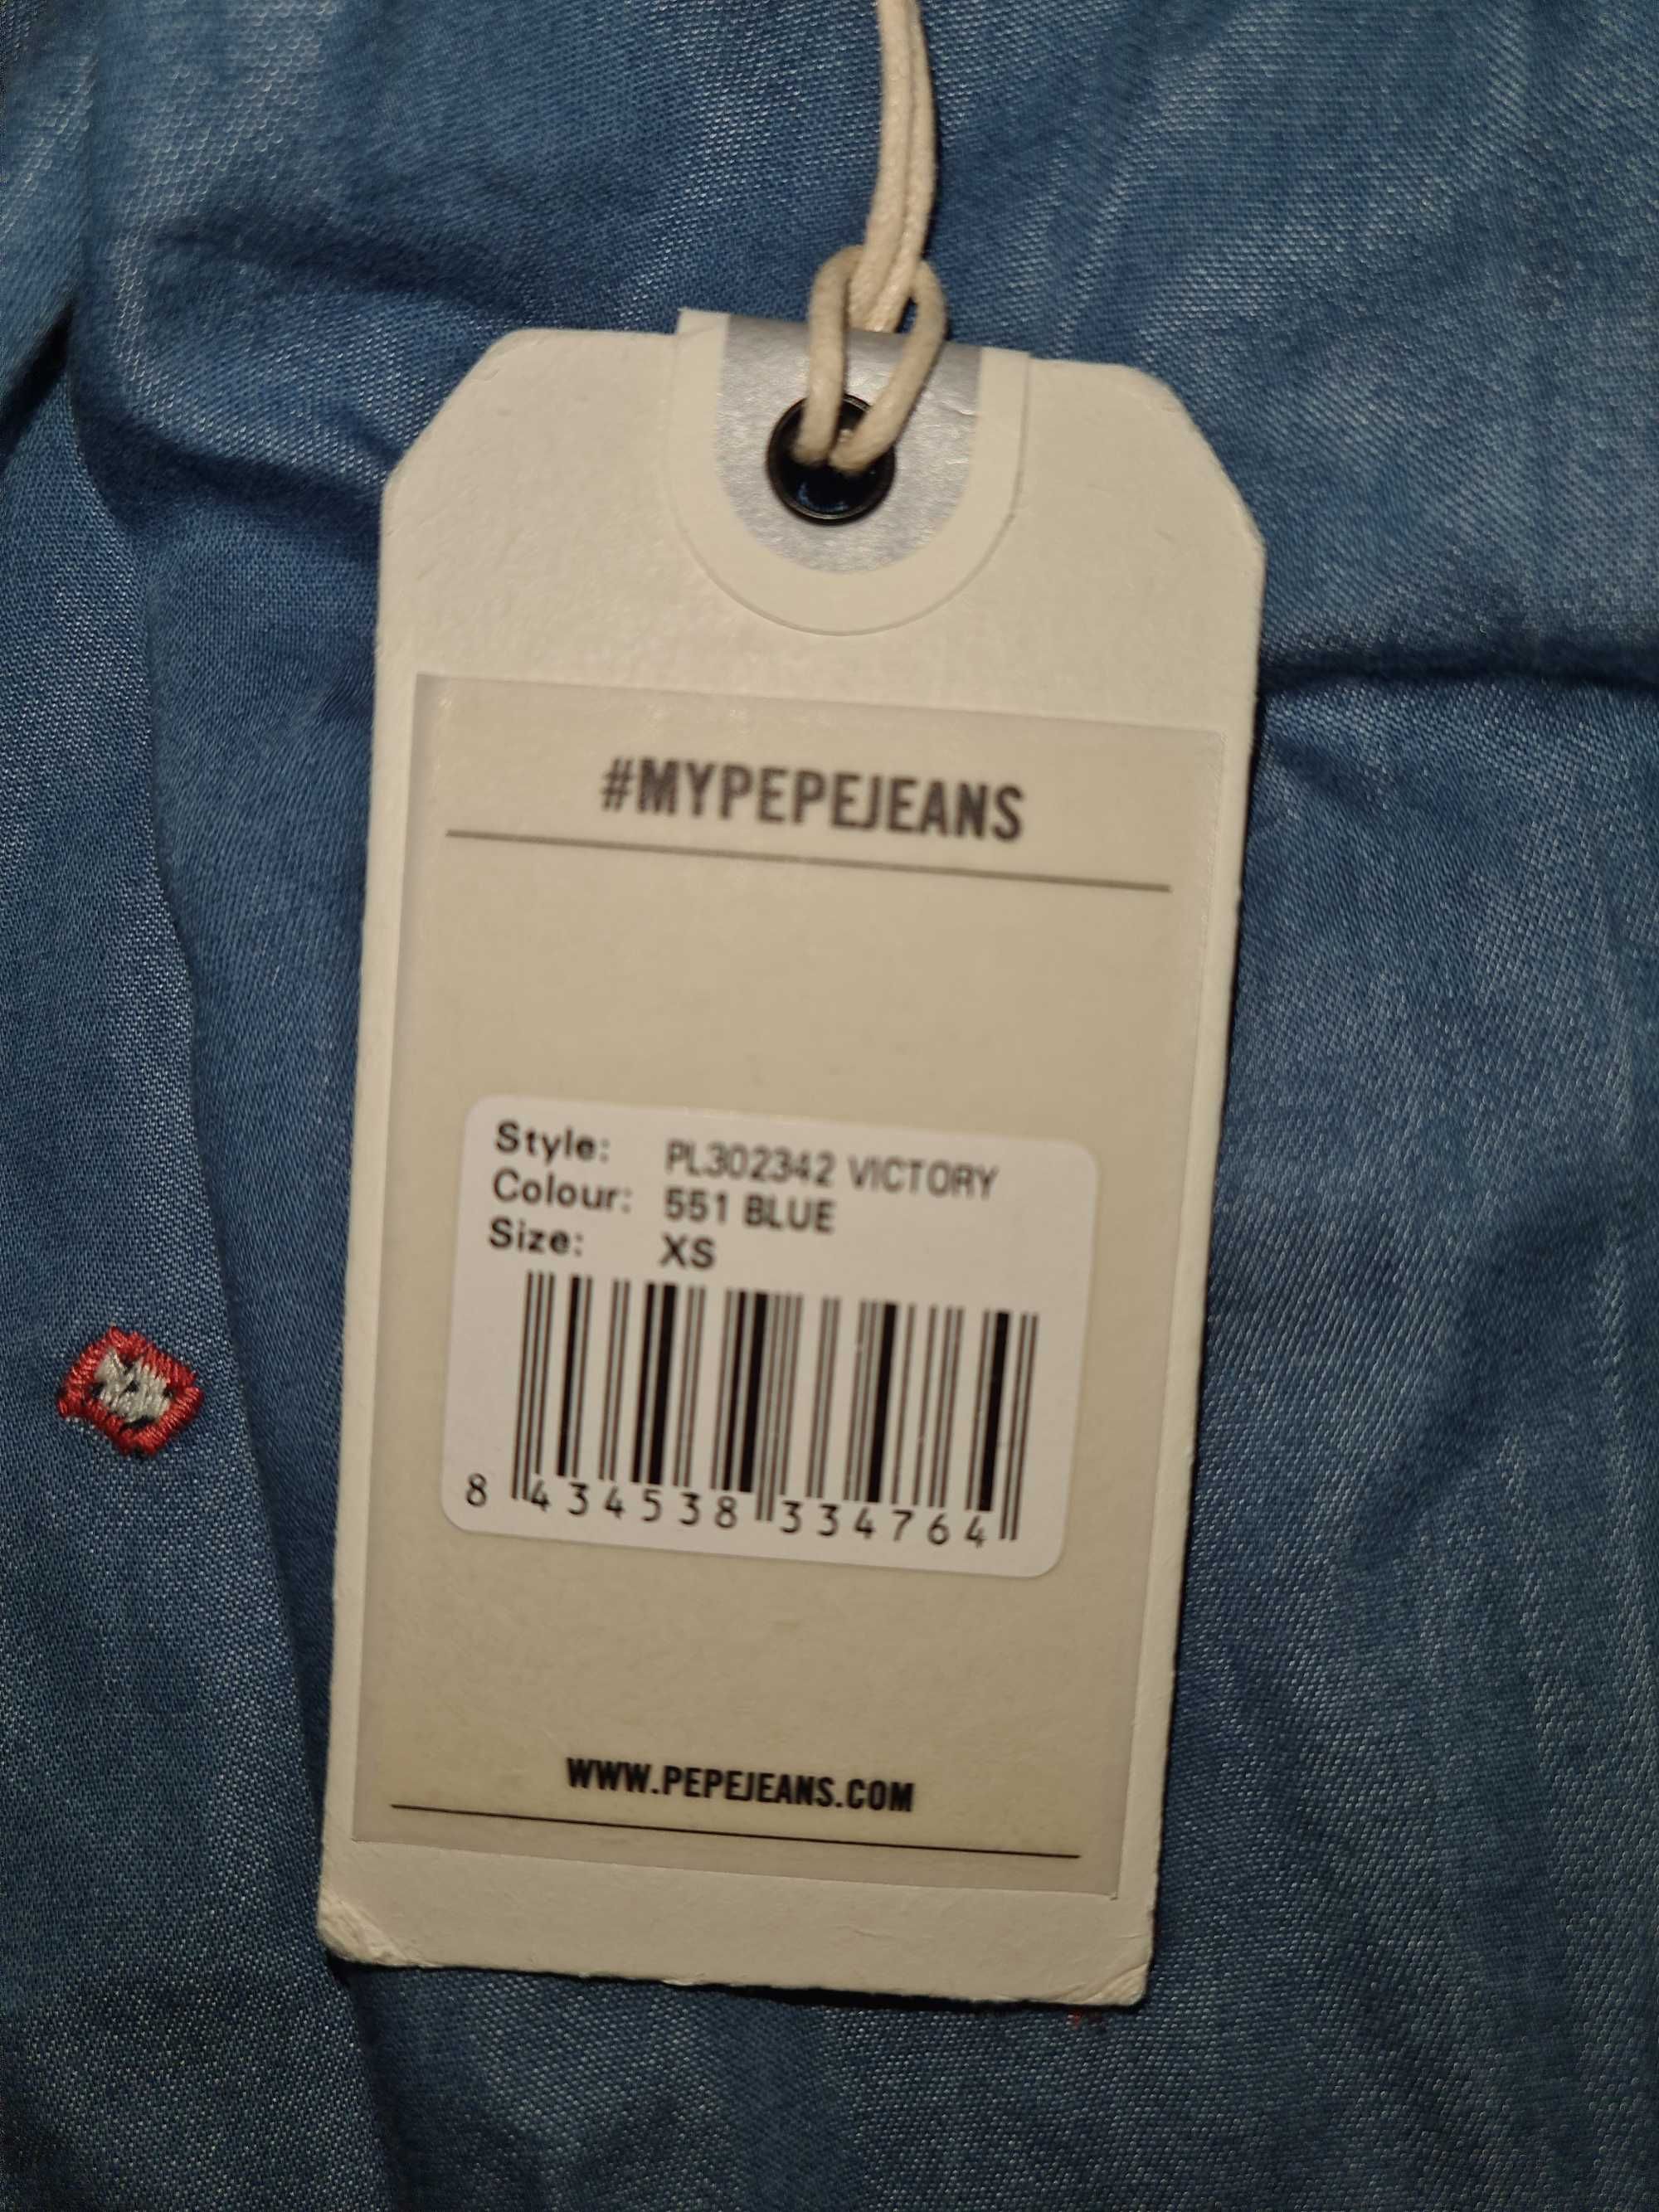 #MYPEPEJEANS
Style: PL302342 VICTORY
Colour: 551 BLUE
Size: XS
8 434538 334764
WWW.PEPEJEANS.COM